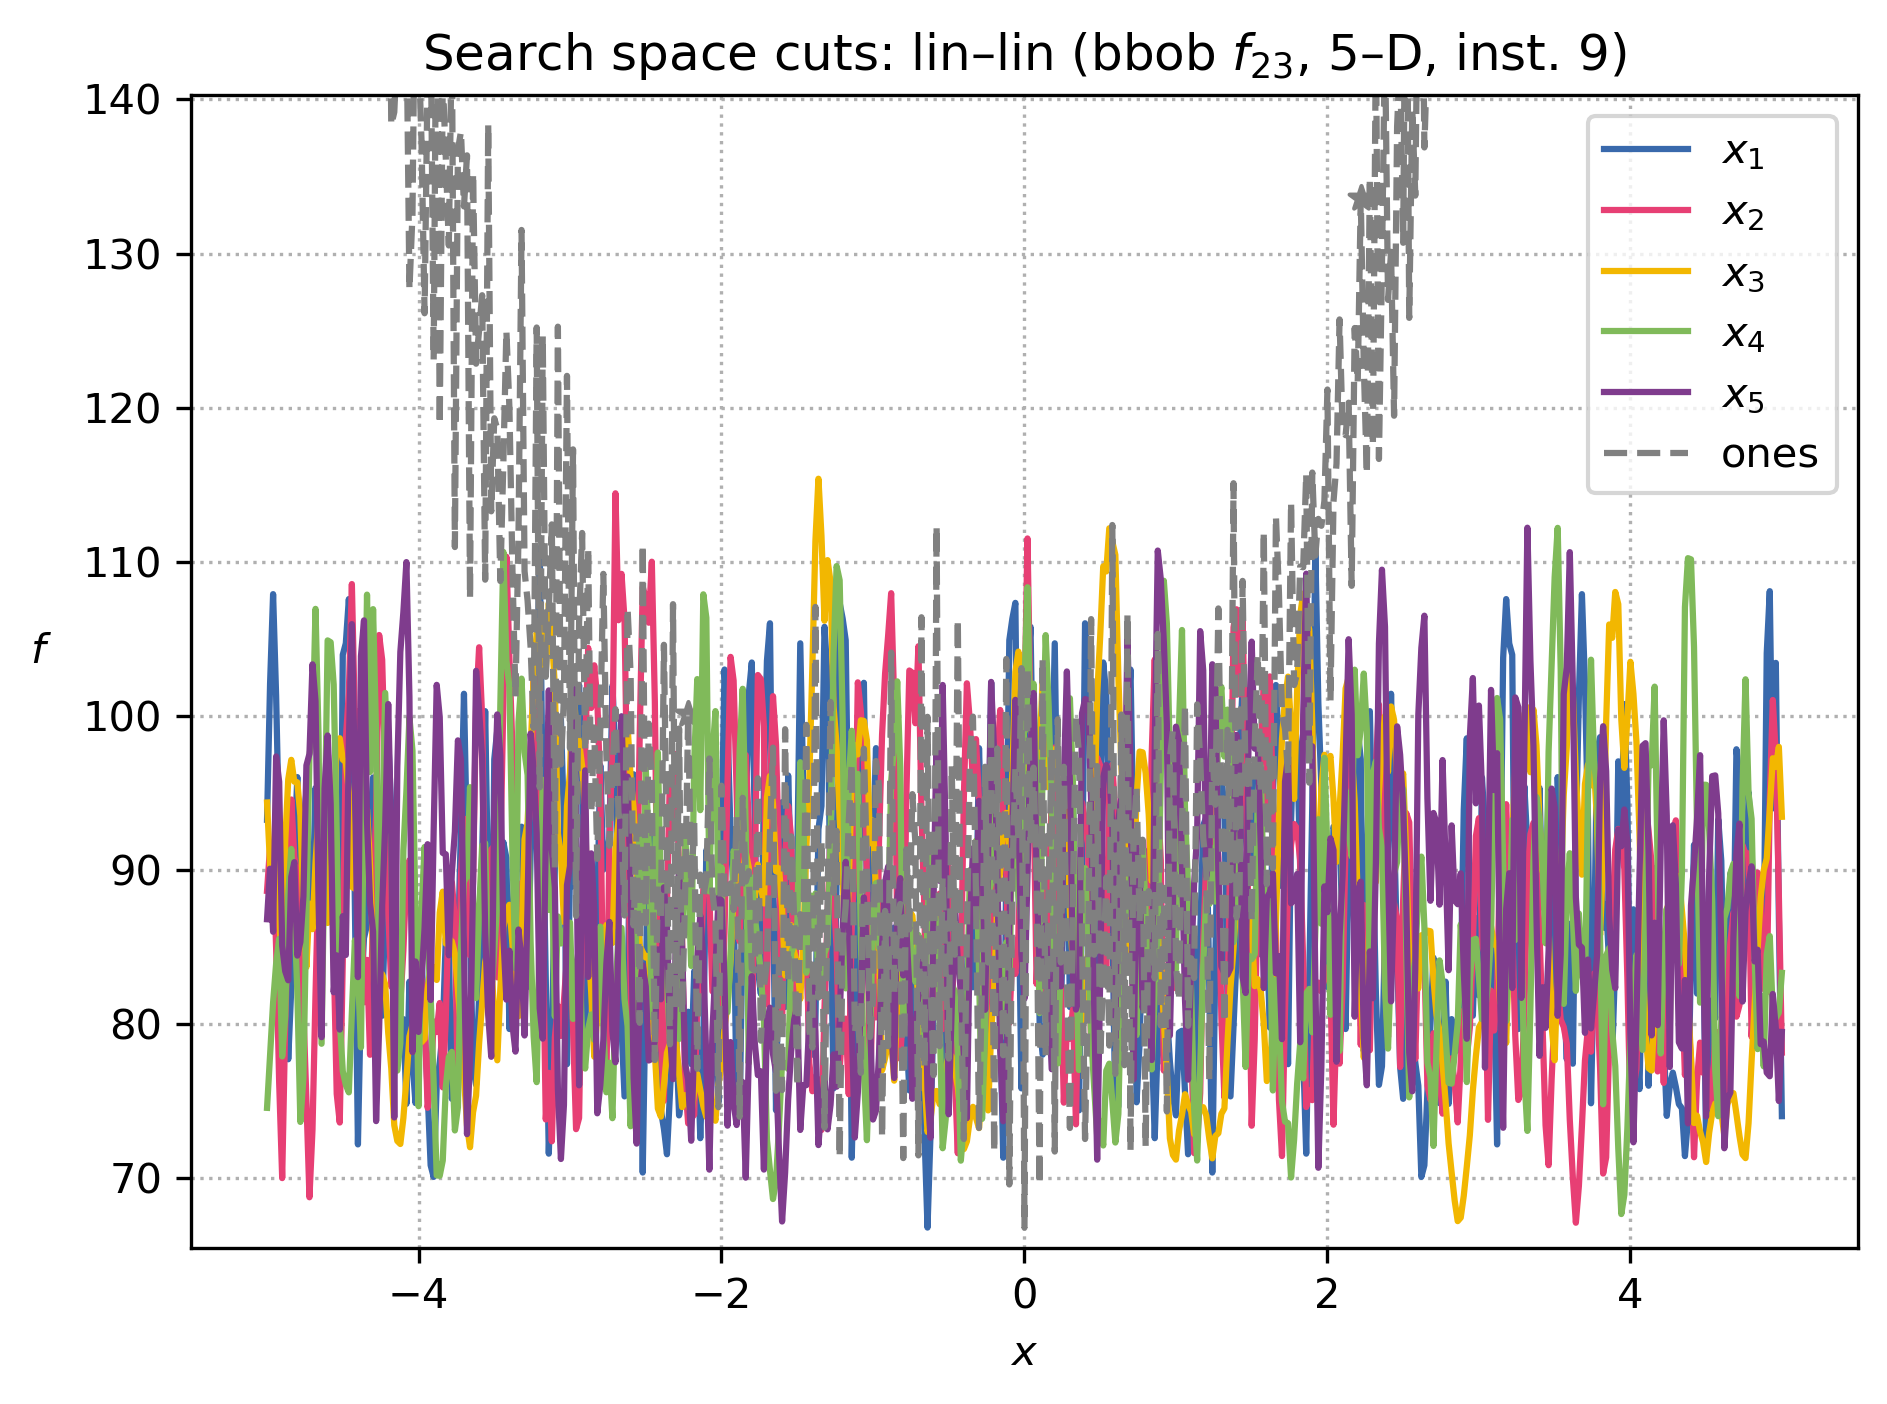 Search space cuts: lin–lin (bbob f₂₃, 5–D, inst. 9)
140
130
120
110
100
90
80
70
f
x₁
x₂
x₃
x₄
x₅
ones
−4
−2
0
2
4
x